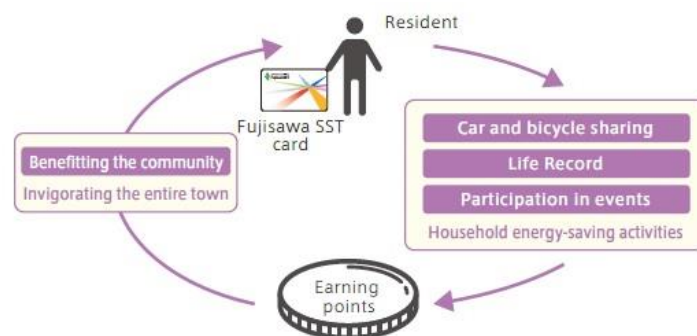 Resident
Fujisawa SST
card
Car and bicycle sharing
Life Record
Participation in events
Household energy-saving activities
Earning
points
Benefitting the community
Invigorating the entire town